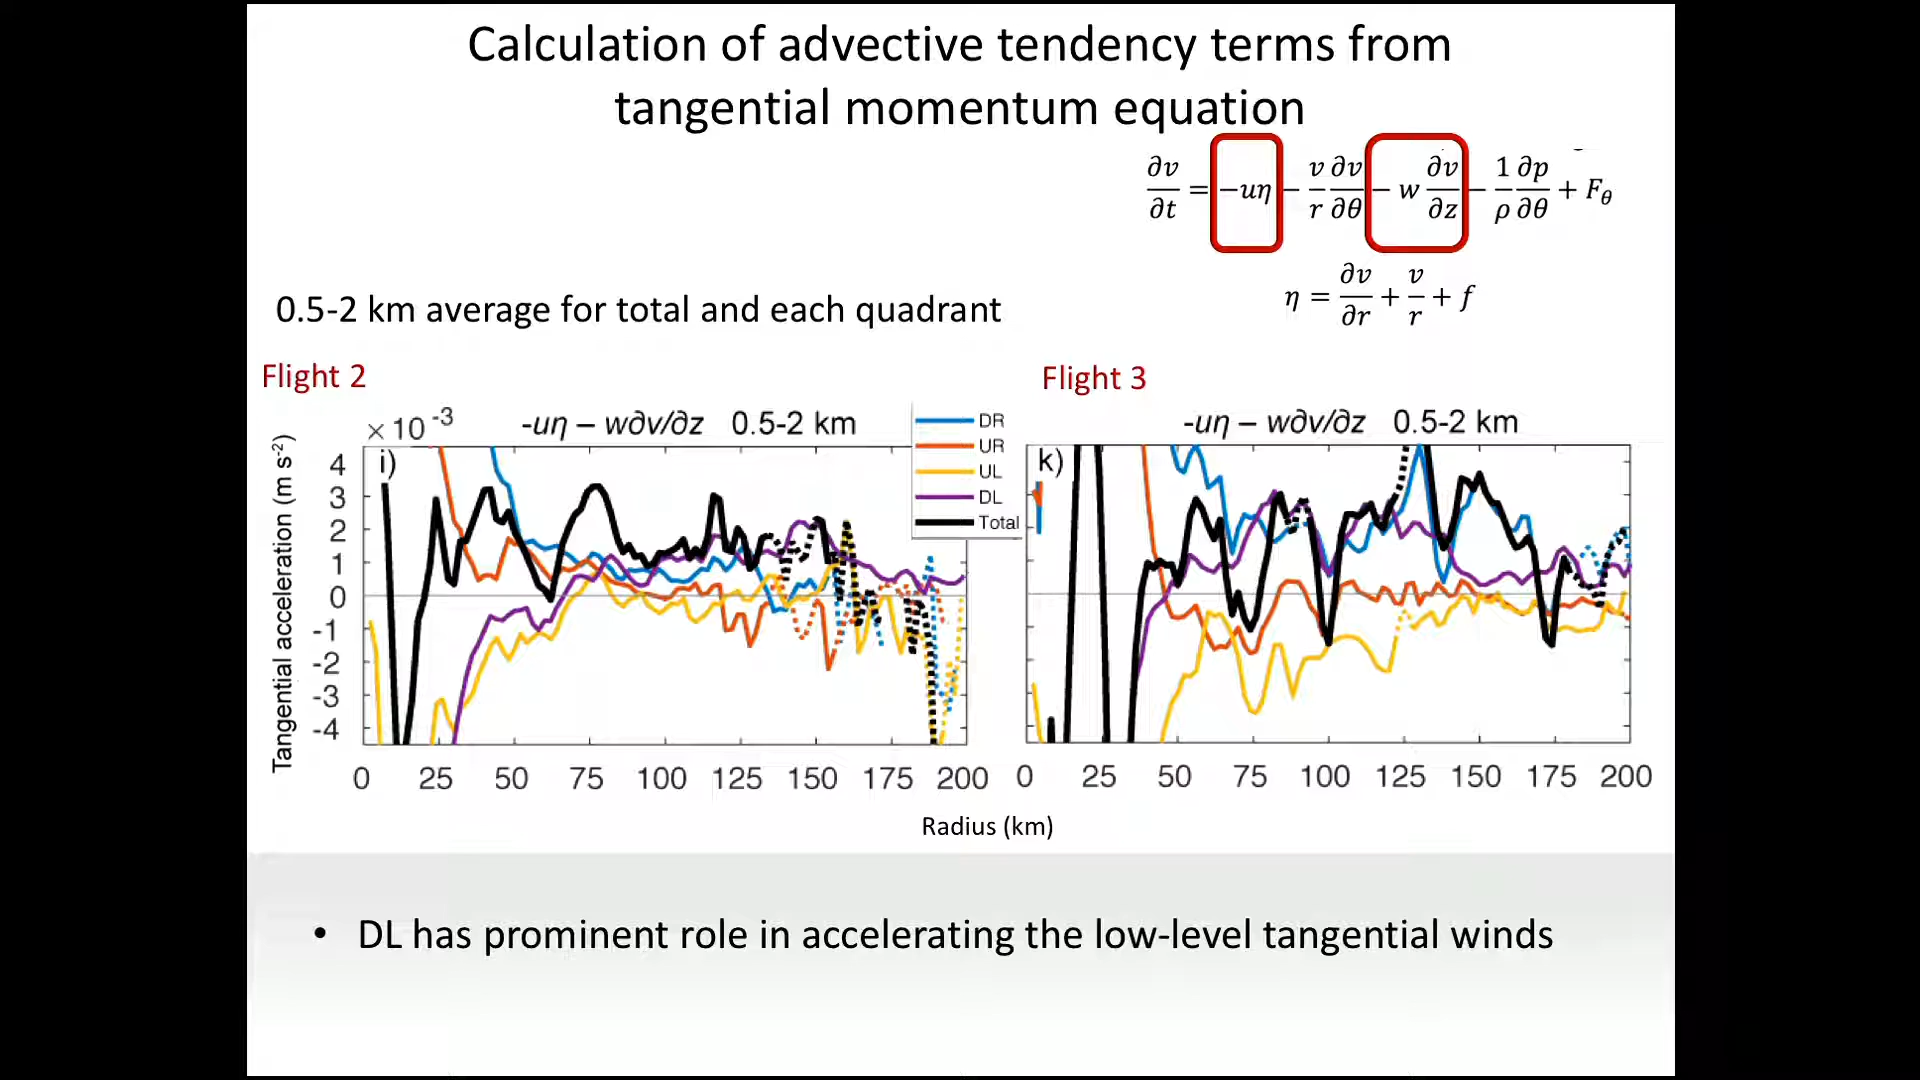 Calculation of advective tendency terms from
tangential momentum equation
∂v/∂t = −uη − v/r ∂v/∂θ − w ∂v/∂z − 1/ρ ∂p/∂θ + Fθ
η = ∂v/∂r + v/r + f
0.5-2 km average for total and each quadrant
Flight 2
Flight 3
× 10 -3
-uη – w∂v/∂z 0.5-2 km
DR
UR
UL
DL
Total
-uη – w∂v/∂z 0.5-2 km
i)
k)
Tangential acceleration (m s-2)
4
3
2
1
0
-1
-2
-3
-4
0 25 50 75 100 125 150 175 200
0 25 50 75 100 125 150 175 200
Radius (km)
• DL has prominent role in accelerating the low-level tangential winds